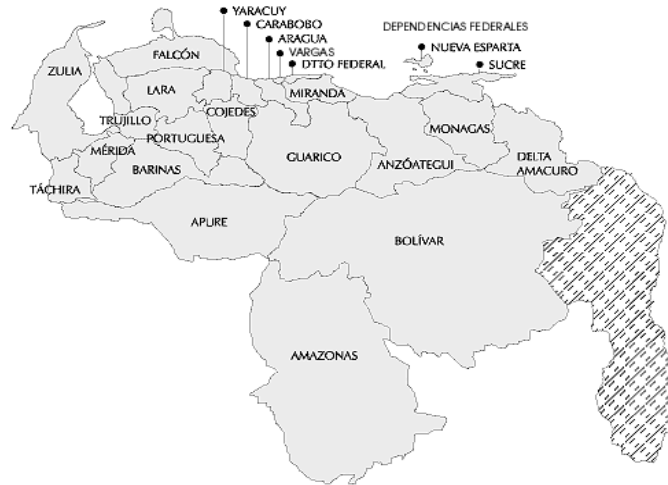 YARACUY
CARABOBO
ARAGUA
VARGAS
DTTO FEDERAL
DEPENDENCIAS FEDERALES
NUEVA ESPARTA
SUCRE
FALCÓN
ZULIA
LARA
MIRANDA
COJEDES
TRUJILLO
PORTUGUESA
MONAGAS
MÉRIDA
GUARICO
ANZÓATEGUI
DELTA
AMACURO
BARINAS
TÁCHIRA
APURE
BOLÍVAR
AMAZONAS